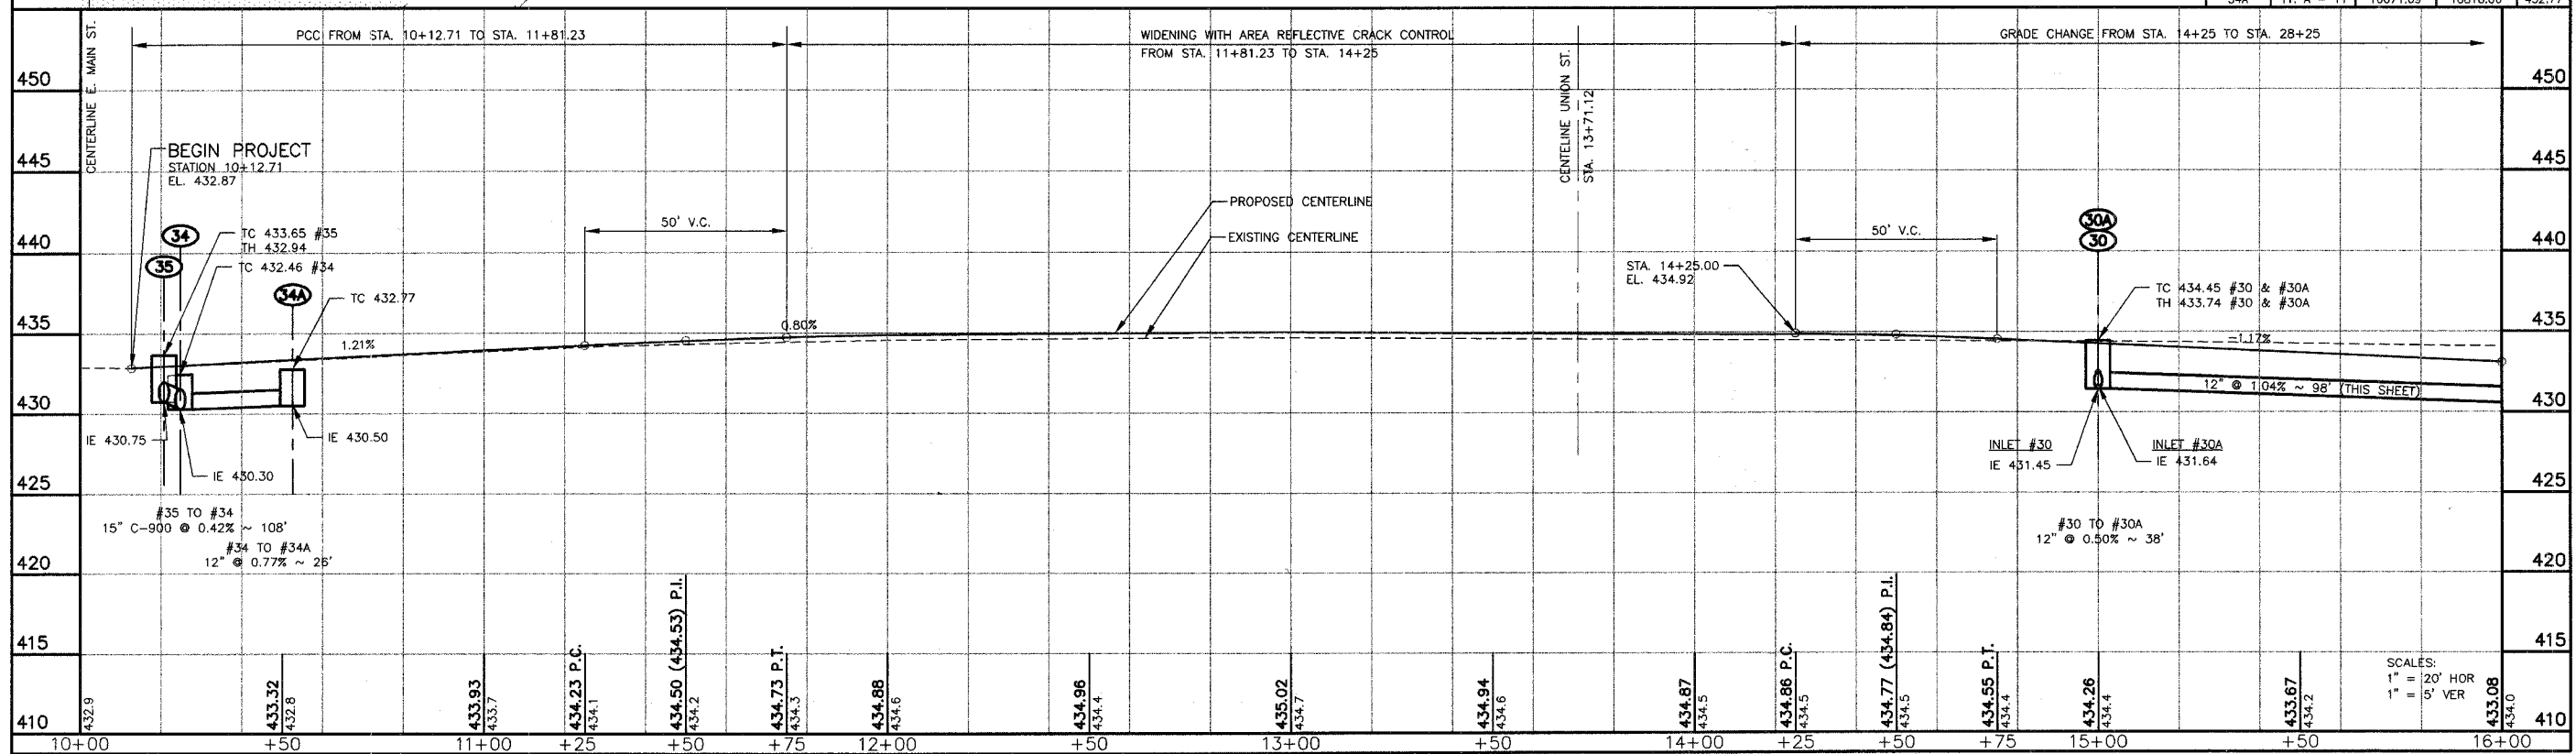 34A
432.77
CENTERLINE E. MAIN ST.
PCC FROM STA. 10+12.71 TO STA. 11+81.23
WIDENING WITH AREA REFLECTIVE CRACK CONTROL
FROM STA. 11+81.23 TO STA. 14+25
GRADE CHANGE FROM STA. 14+25 TO STA. 28+25
CENTELINE UNION ST.
STA. 13+71.12
450
450
445
445
440
440
435
435
430
430
425
425
420
420
415
415
410
410
BEGIN PROJECT
STATION 10+12.71
EL. 432.87
34
35
34A
TC 433.65 #35
TH 432.94
TC 432.46 #34
TC 432.77
50' V.C.
PROPOSED CENTERLINE
EXISTING CENTERLINE
STA. 14+25.00
EL. 434.92
50' V.C.
30A
30
TC 434.45 #30 & #30A
TH 433.74 #30 & #30A
1.21%
0.80%
-1.17%
12" @ 1.04% ~ 98' (THIS SHEET)
IE 430.75
IE 430.30
IE 430.50
INLET #30
IE 431.45
INLET #30A
IE 431.64
#35 TO #34
15" C-900 @ 0.42% ~ 108'
#34 TO #34A
12" @ 0.77% ~ 26'
#30 TO #30A
12" @ 0.50% ~ 38'
SCALES:
1" = 20' HOR
1" = 5' VER
432.9
433.32
432.8
433.93
433.7
434.23 P.C.
434.1
434.50 (434.53) P.I.
434.2
434.73 P.T.
434.3
434.88
434.6
434.96
434.4
435.02
434.7
434.94
434.6
434.87
434.5
434.86 P.C.
434.5
434.77 (434.84) P.I.
434.5
434.55 P.T.
434.4
434.26
434.4
433.67
434.2
433.08
434.0
10+00 +50 11+00 +25 +50 +75 12+00 +50 13+00 +50 14+00 +25 +50 +75 15+00 +50 16+00